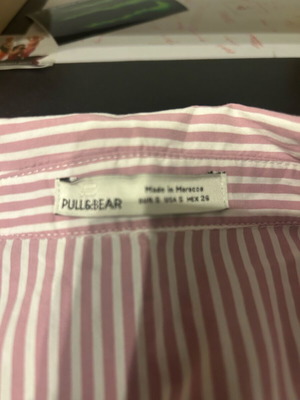 PULL&BEAR
Made in Morocco
EUR S USA S MEX 26